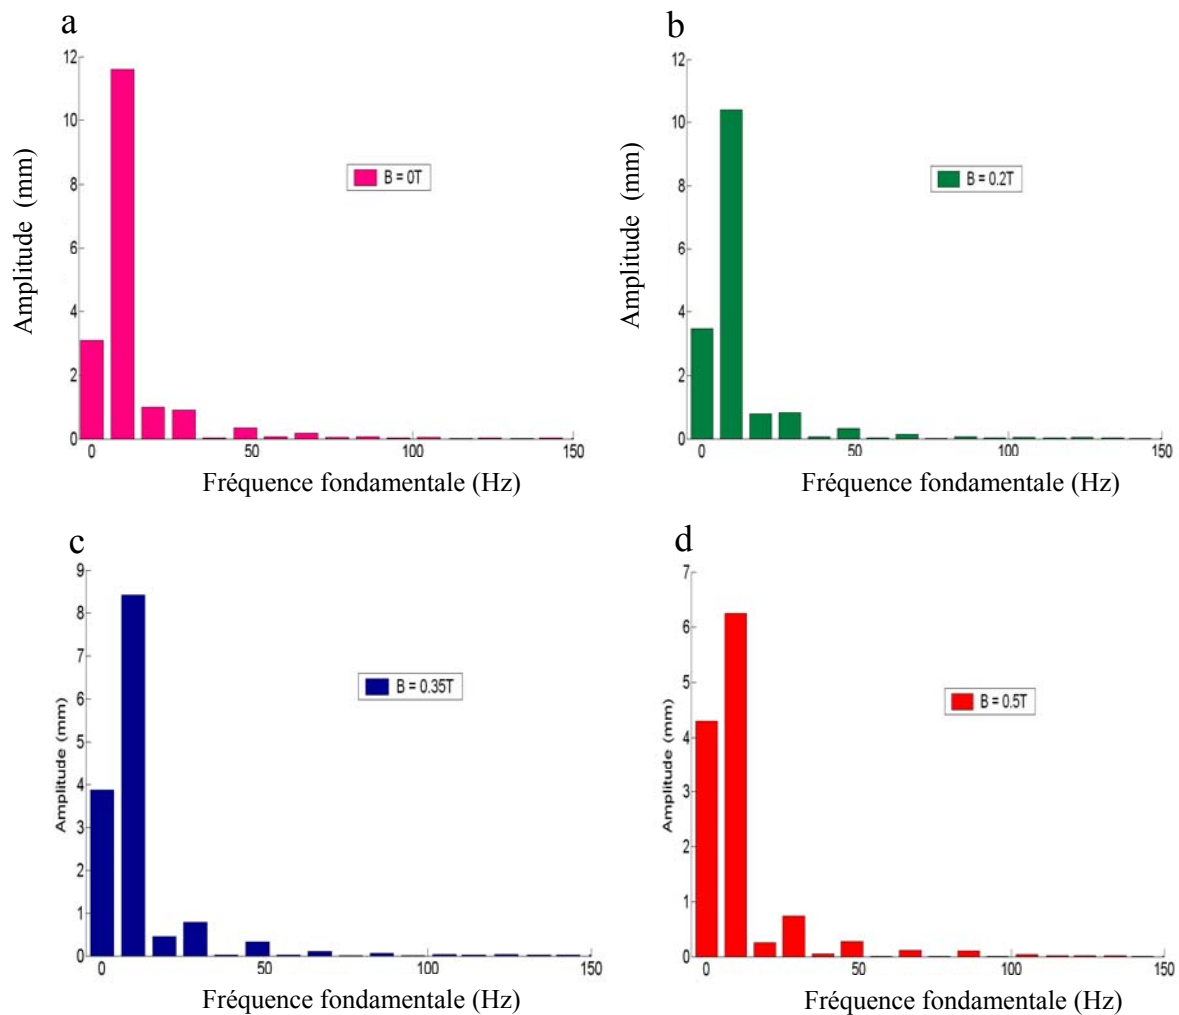 a
12
10
8
6
4
2
0
Amplitude (mm)
B = 0T
0 50 100 150
Fréquence fondamentale (Hz)
b
12
10
8
6
4
2
0
Amplitude (mm)
B = 0.2T
0 50 100 150
Fréquence fondamentale (Hz)
c
9
8
7
6
5
4
3
2
1
0
Amplitude (mm)
B = 0.35T
0 50 100 150
Fréquence fondamentale (Hz)
d
7
6
5
4
3
2
1
0
Amplitude (mm)
B = 0.5T
0 50 100 150
Fréquence fondamentale (Hz)